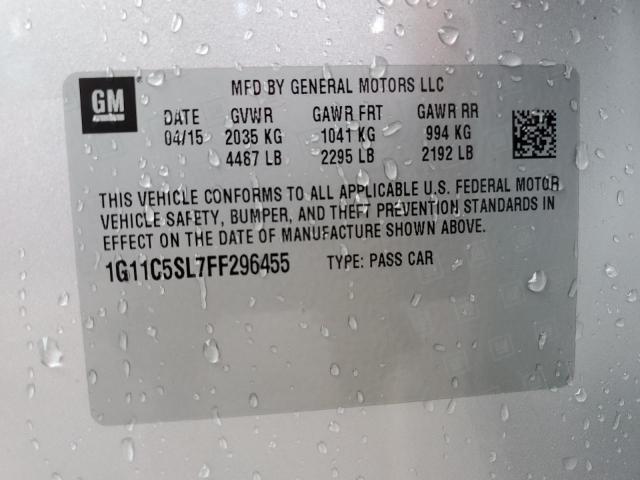 GM
MFD BY GENERAL MOTORS LLC
DATE GVWR GAWR FRT GAWR RR
04/15 2035 KG 1041 KG 994 KG
4487 LB 2295 LB 2192 LB
THIS VEHICLE CONFORMS TO ALL APPLICABLE U.S. FEDERAL MOTOR
VEHICLE SAFETY, BUMPER, AND THEFT PREVENTION STANDARDS IN
EFFECT ON THE DATE OF MANUFACTURE SHOWN ABOVE.
1G11C5SL7FF296455 TYPE: PASS CAR